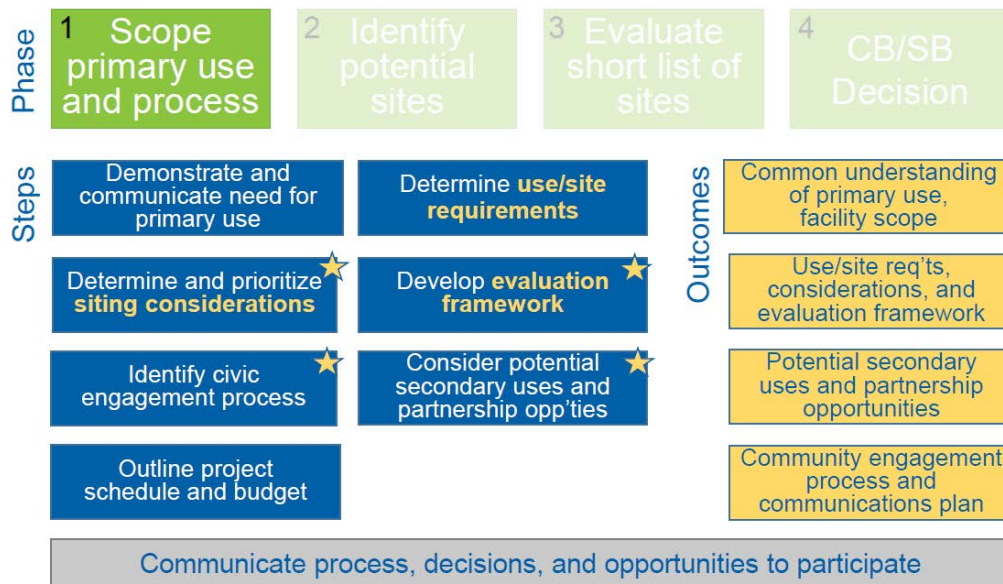 Phase
1 Scope
primary use
and process
2 Identify
potential
sites
3 Evaluate
short list of
sites
4 CB/SB
Decision
Steps
Demonstrate and
communicate need for
primary use
Determine use/site
requirements
Determine and prioritize
siting considerations
Develop evaluation
framework
Identify civic
engagement process
Consider potential
secondary uses and
partnership opp'ties
Outline project
schedule and budget
Outcomes
Common understanding
of primary use,
facility scope
Use/site req'ts,
considerations, and
evaluation framework
Potential secondary
uses and partnership
opportunities
Community engagement
process and
communications plan
Communicate process, decisions, and opportunities to participate